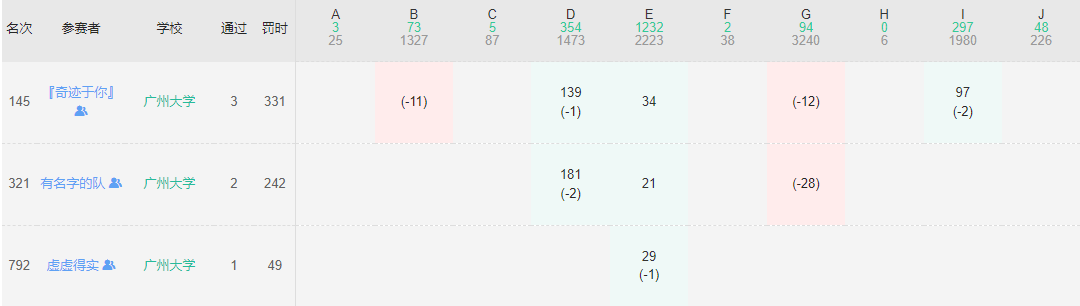 名次 参赛者 学校 通过 罚时 A B C D E F G H I J
3 73 5 354 1232 2 94 0 297 48
25 1327 87 1473 2223 38 3240 6 1980 226
145 『奇迹于你』 广州大学 3 331 (-11) 139 (-1) 34 (-12) 97 (-2)
321 有名字的队 广州大学 2 242 181 (-2) 21 (-28)
792 虚虚得实 广州大学 1 49 29 (-1)